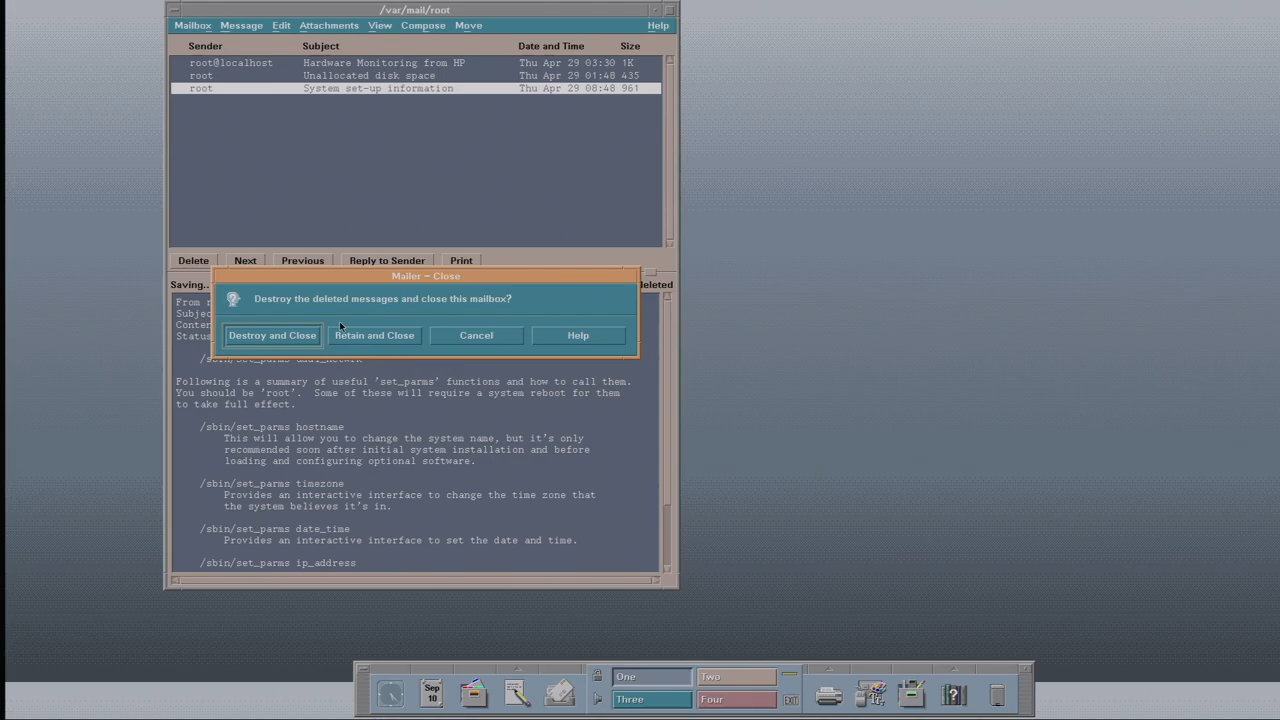 /var/mail/root
Mailbox Message Edit Attachments View Compose Move Help
Sender Subject Date and Time Size
root@localhost Hardware Monitoring from HP Thu Apr 29 03:30 1K
root Unallocated disk space Thu Apr 29 01:48 435
root System set-up information Thu Apr 29 08:48 961
Delete Next Previous Reply to Sender Print
Mailer - Close
Saving..
Destroy the deleted messages and close this mailbox?
Destroy and Close Retain and Close Cancel Help
Following is a summary of useful 'set_parms' functions and how to call them.
You should be 'root'. Some of these will require a system reboot for them
to take full effect.
/sbin/set_parms hostname
This will allow you to change the system name, but it's only
recommended soon after initial system installation and before
loading and configuring optional software.
/sbin/set_parms timezone
Provides an interactive interface to change the time zone that
the system believes it's in.
/sbin/set_parms date_time
Provides an interactive interface to set the date and time.
/sbin/set_parms ip_address
Sep
10
One Two
Three Four
EXIT